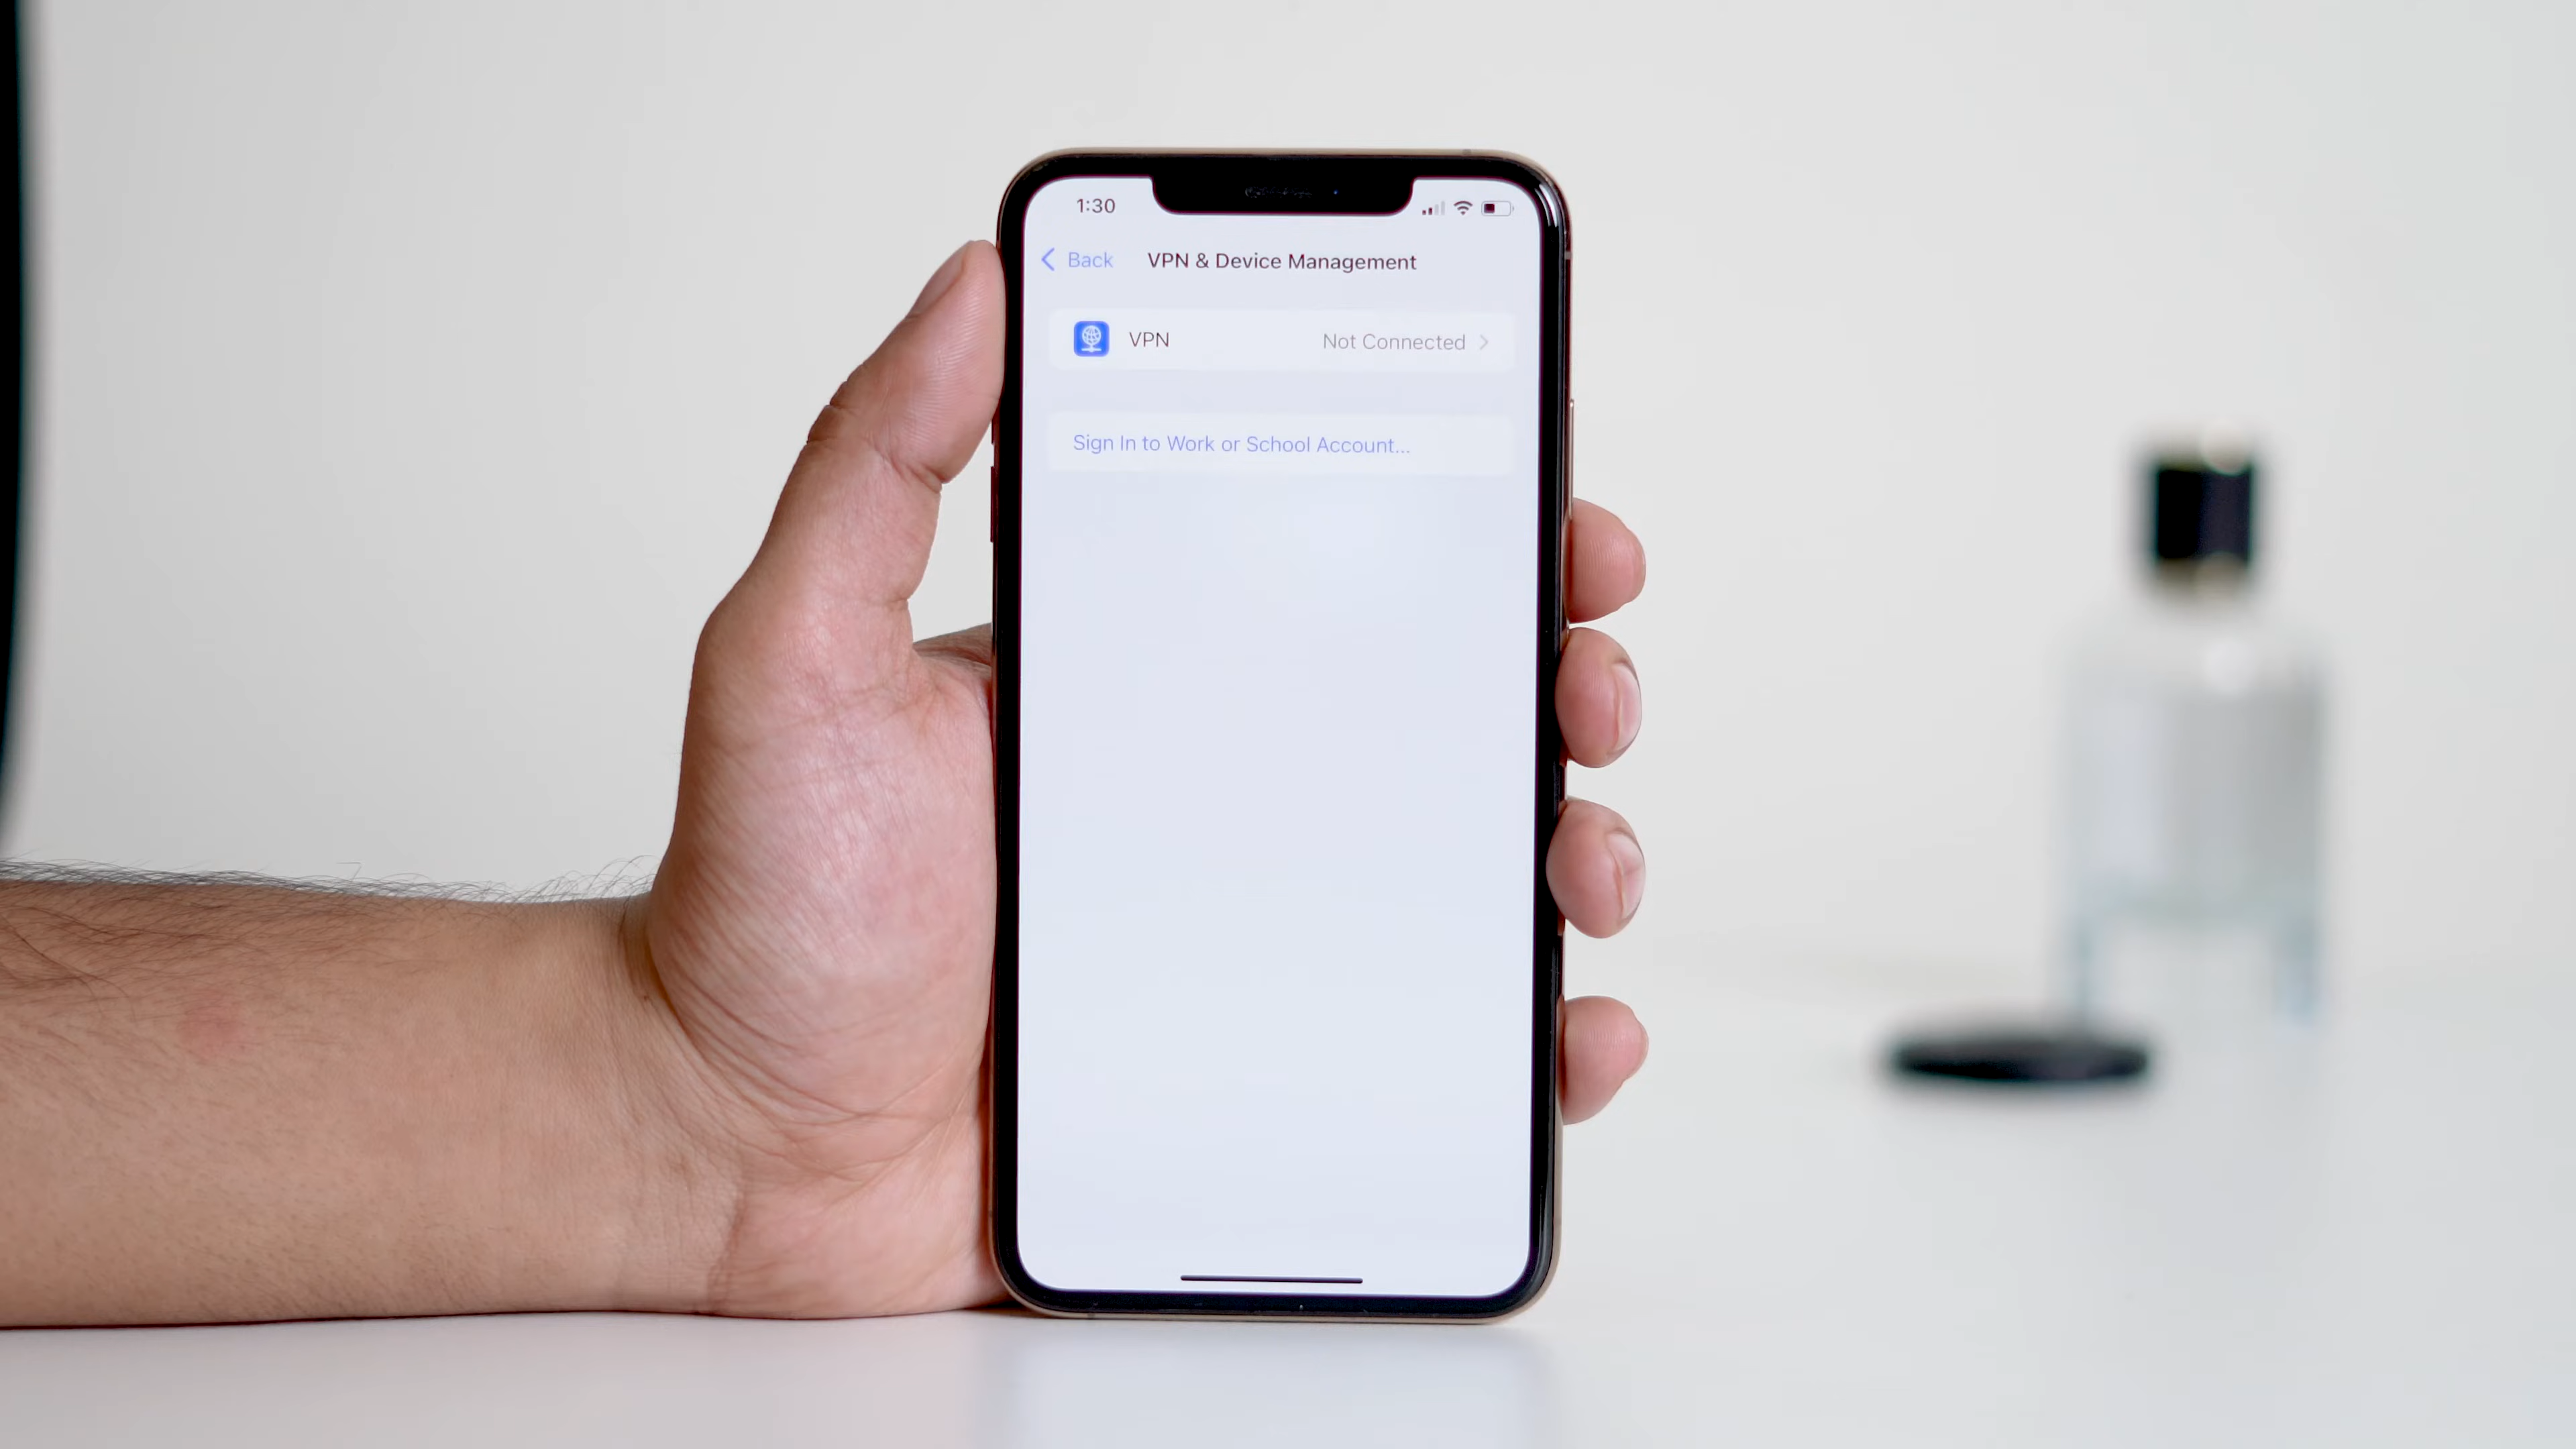 1:30
Back VPN & Device Management
VPN Not Connected
Sign In to Work or School Account...